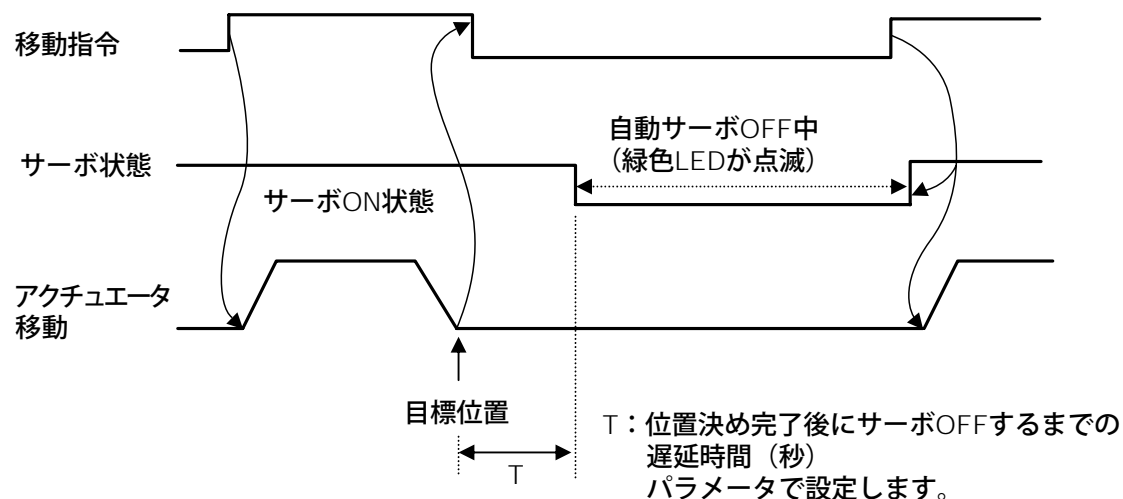 移動指令
自動サーボOFF中
（緑色LEDが点滅）
サーボ状態
サーボON状態
アクチュエータ
移動
目標位置
T
T：位置決め完了後にサーボOFFするまでの
遅延時間（秒）
パラメータで設定します。